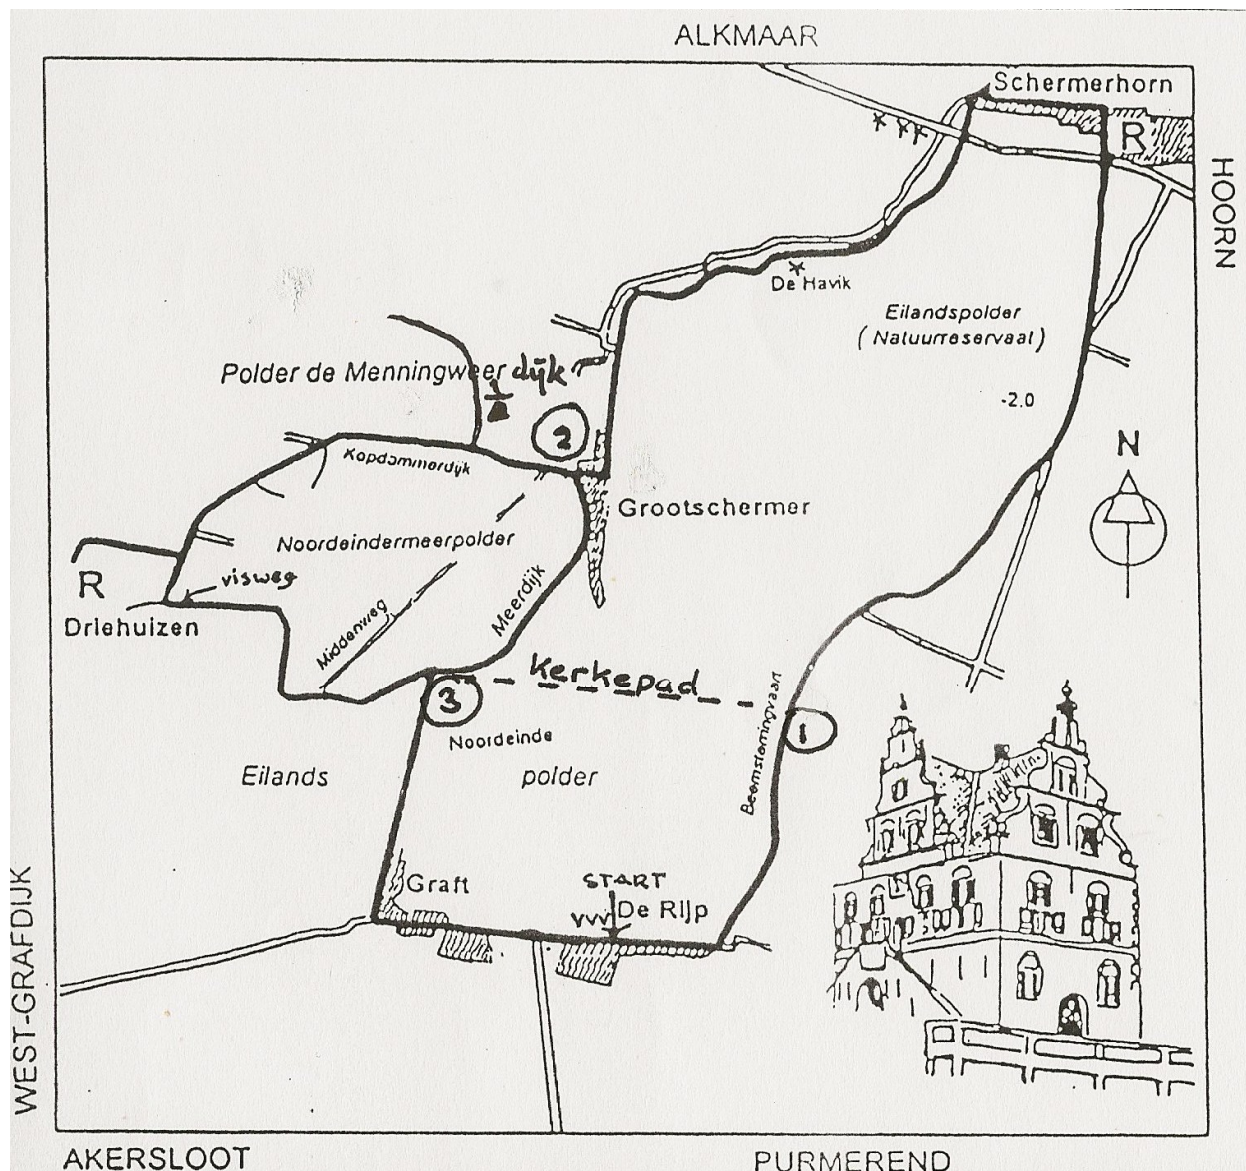 ALKMAAR
Schermerhorn
R
HOORN
De Havik
Eilandspolder
(Natuurreservaat)
Polder de Menningweer dijk
-2.0
2
N
Kopdammerdijk
Grootschermer
Noordeindermeerpolder
R
visweg
Driehuizen
Middenweg
Meerdijk
Kerkepad
3
1
Noordeinde
Beemsterringvaart
Eilands polder
Graft
START
VVV De Rijp
WEST-GRAFDIJK
AKERSLOOT
PURMEREND